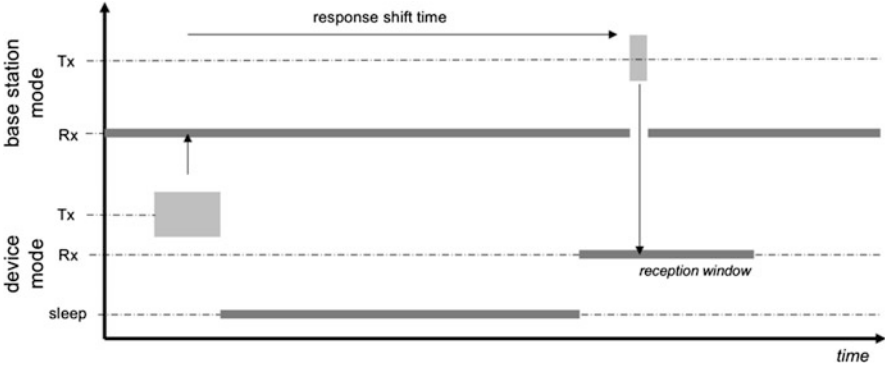 response shift time
base station
mode
Tx
Rx
device
mode
Tx
Rx
reception window
sleep
time